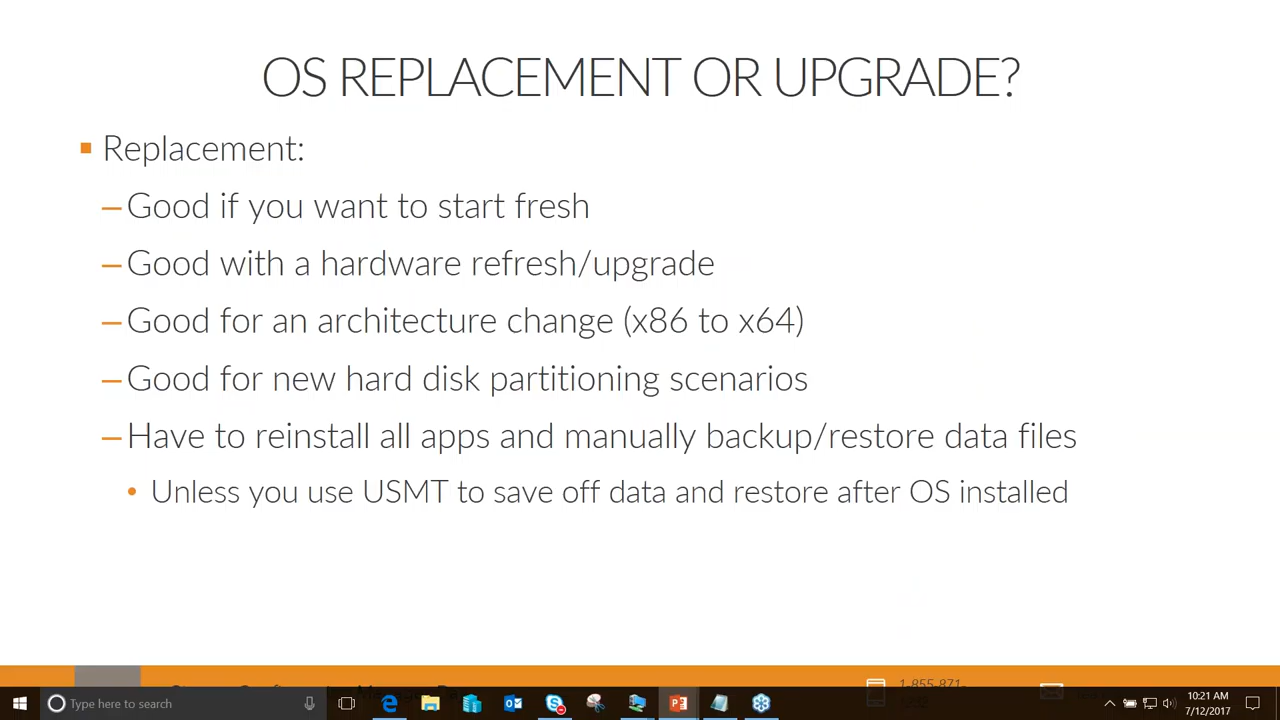 OS REPLACEMENT OR UPGRADE?
Replacement:
Good if you want to start fresh
Good with a hardware refresh/upgrade
Good for an architecture change (x86 to x64)
Good for new hard disk partitioning scenarios
Have to reinstall all apps and manually backup/restore data files
Unless you use USMT to save off data and restore after OS installed
1-855-871-
Type here to search
10:21 AM
7/12/2017